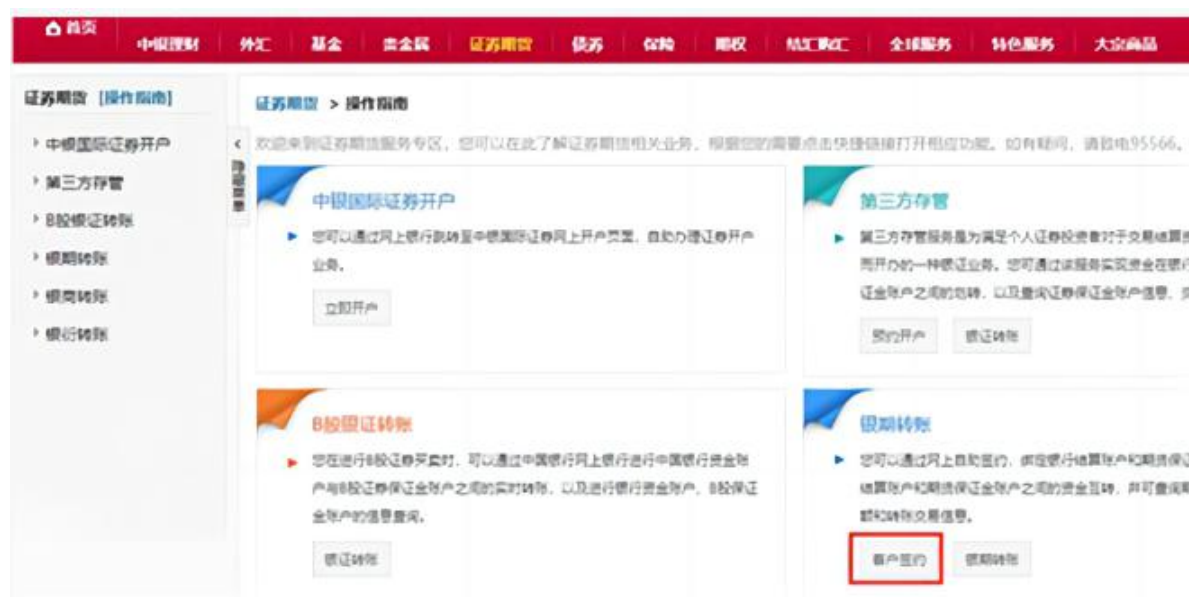 首页
中银理财 外汇 基金 贵金属 证券期货 债券 保险 期权 结汇购汇 全球服务 特色服务 大宗商品
证券期货 [操作指南]
中银国际证券开户
第三方存管
B股银证转账
银期转账
银商转账
银衍转账
隐藏菜单
证券期货 > 操作指南
欢迎来到证券期货服务专区，您可以在此了解证券期货相关业务，根据您的需要点击快捷链接打开相应功能。如有疑问，请致电95566。
中银国际证券开户
您可以通过网上银行跳转至中银国际证券网上开户页面，自助办理证券开户
业务。
立即开户
第三方存管
第三方存管服务是为满足个人证券投资者对于交易结算资
而开办的一种银证业务。您可通过该服务实现资金在银行
证金账户之间的划转，以及查询证券保证金账户信息、交
预约开户 银证转账
B股银证转账
您在进行B股证券买卖时，可以通过中国银行网上银行进行中国银行资金账
户与B股证券保证金账户之间的实时转账，以及进行银行资金账户、B股保证
金账户的信息查询。
银证转账
银期转账
您可以通过网上自助签约，绑定银行结算账户和期货保证
结算账户和期货保证金账户之间的资金互转，并可查询期
额和转账交易信息。
客户签约 银期转账